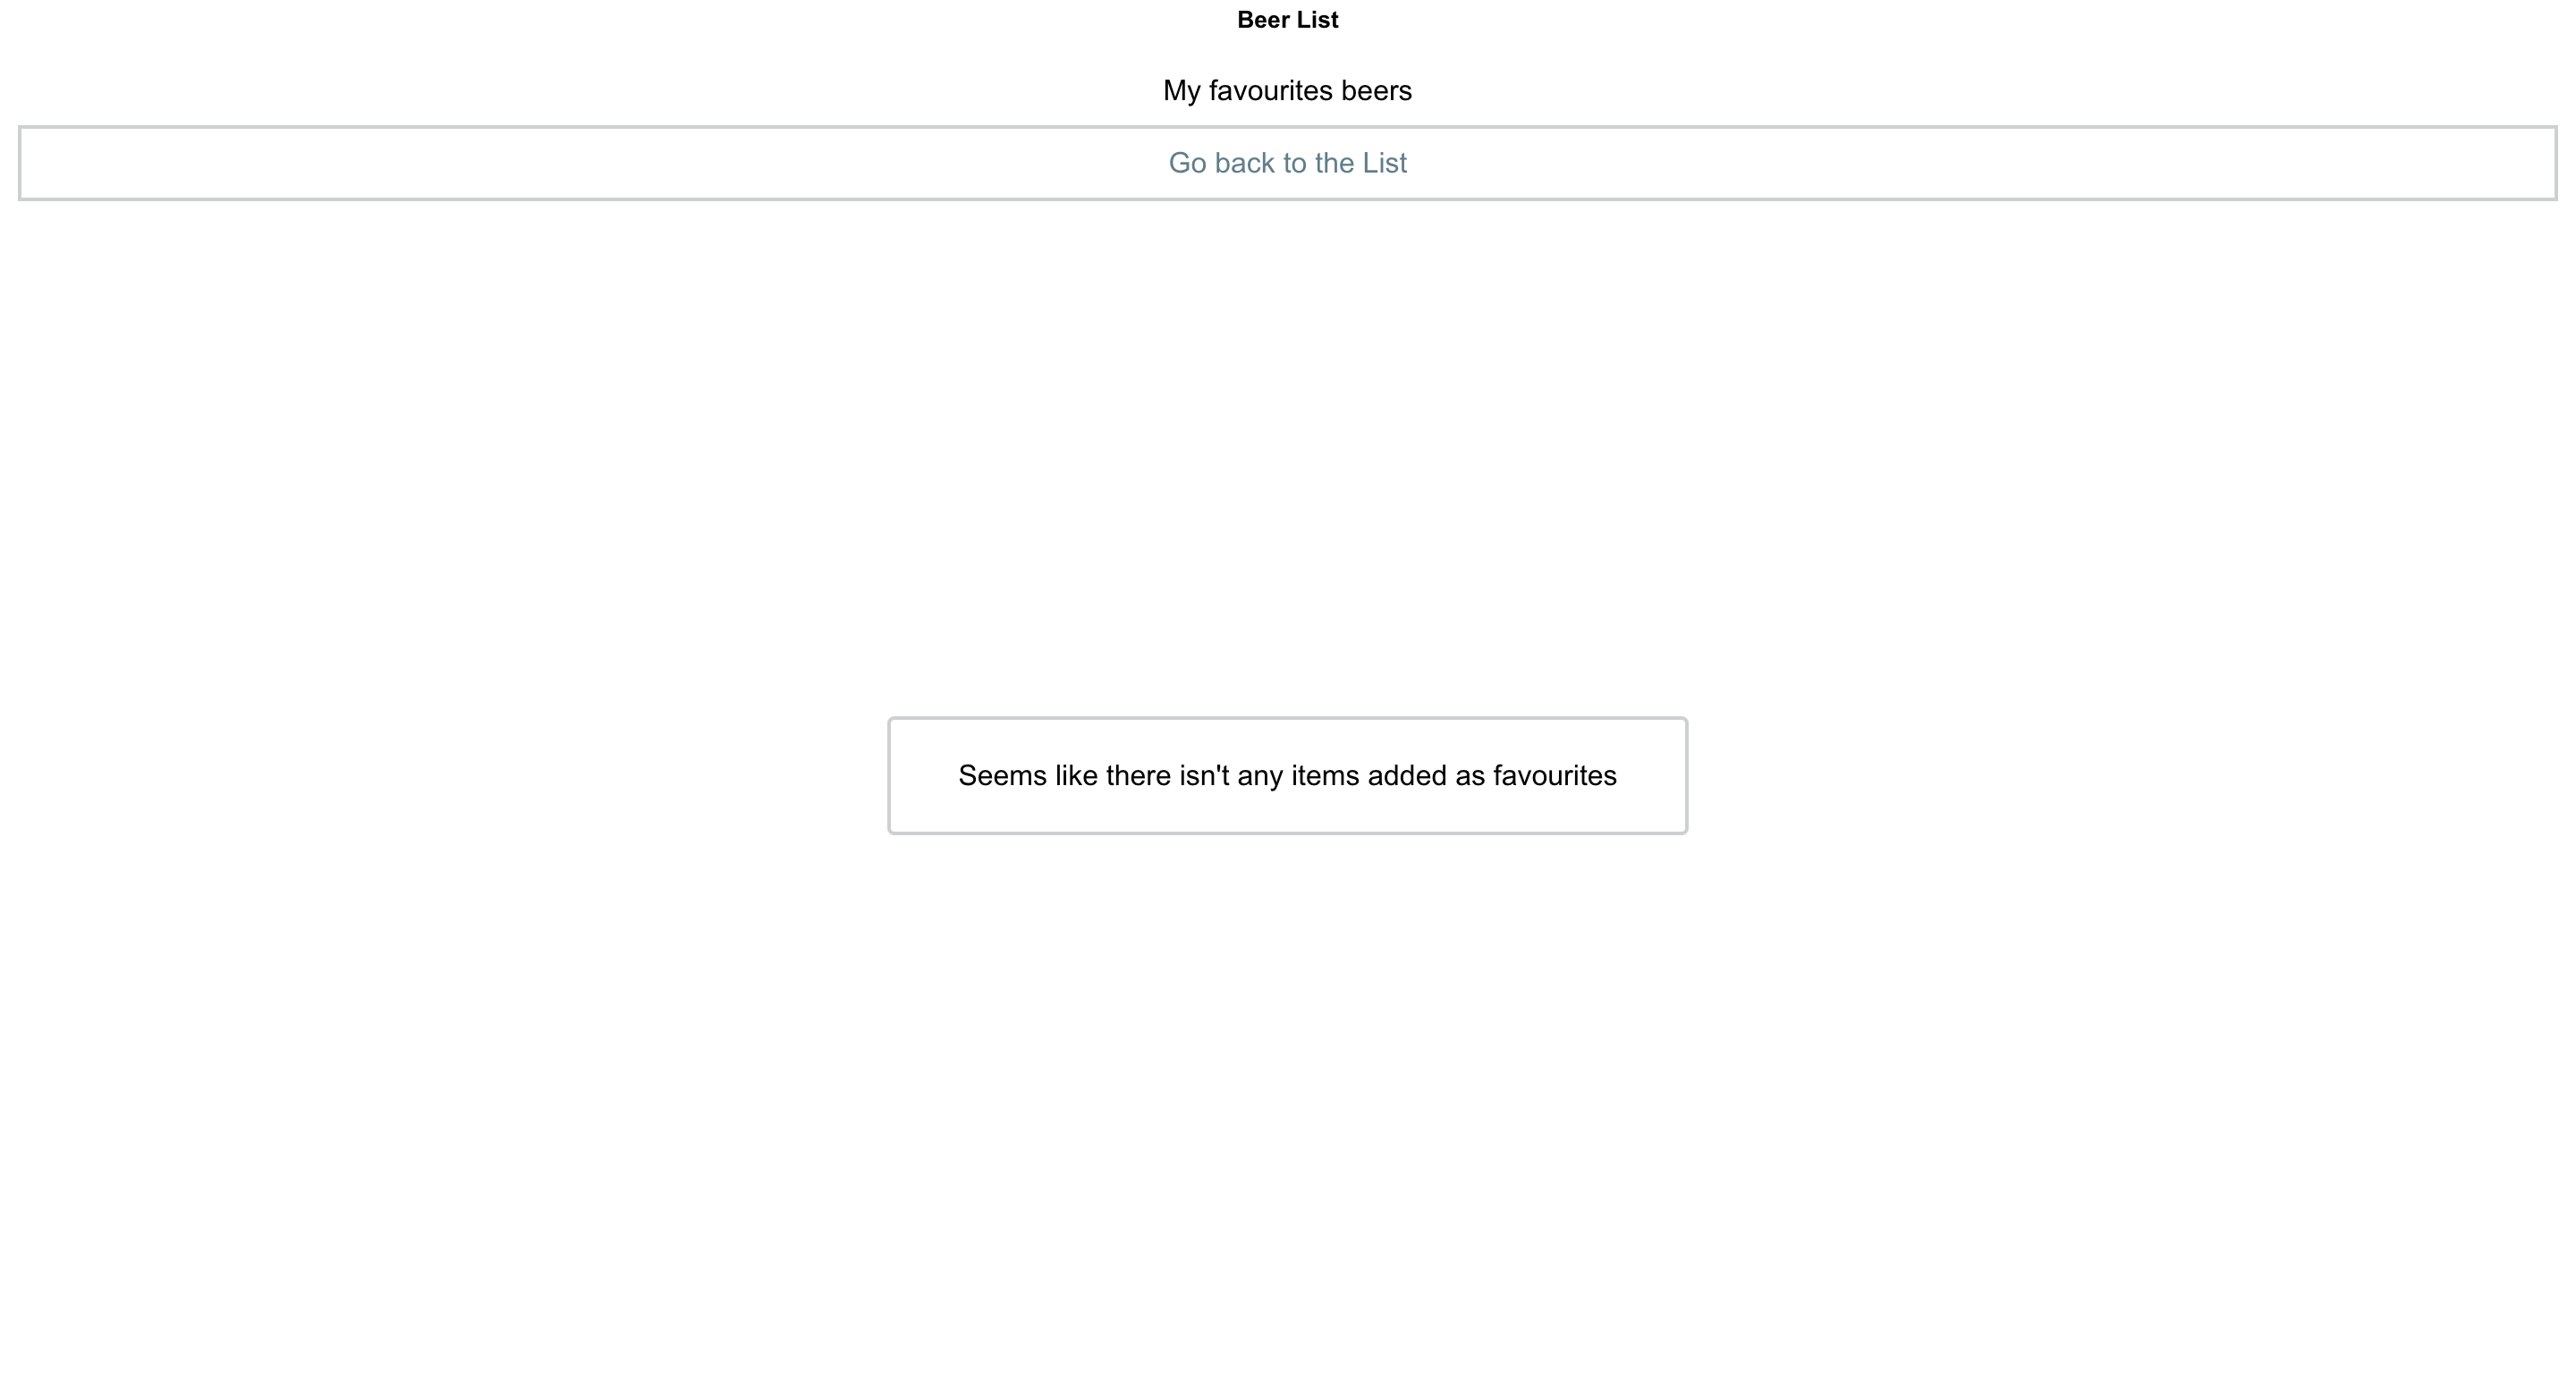 Beer List
My favourites beers
Go back to the List
Seems like there isn't any items added as favourites